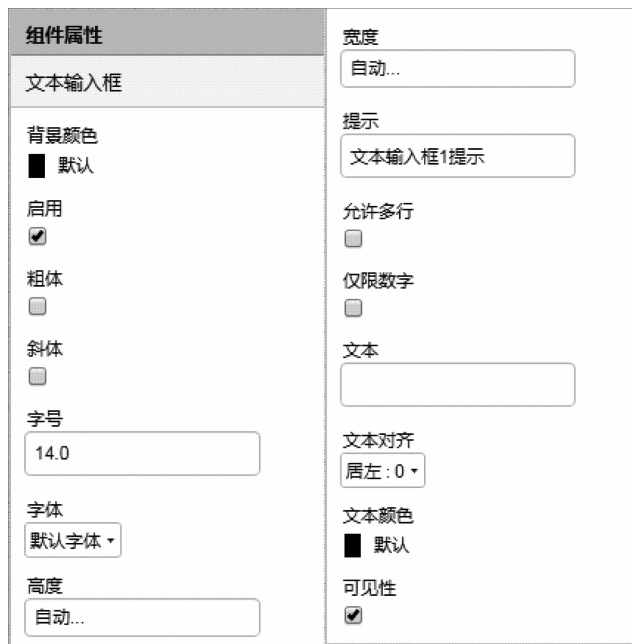 组件属性
文本输入框
背景颜色
默认
启用
粗体
斜体
字号
14.0
字体
默认字体
高度
自动...
宽度
自动...
提示
文本输入框1提示
允许多行
仅限数字
文本
文本对齐
居左 : 0
文本颜色
默认
可见性